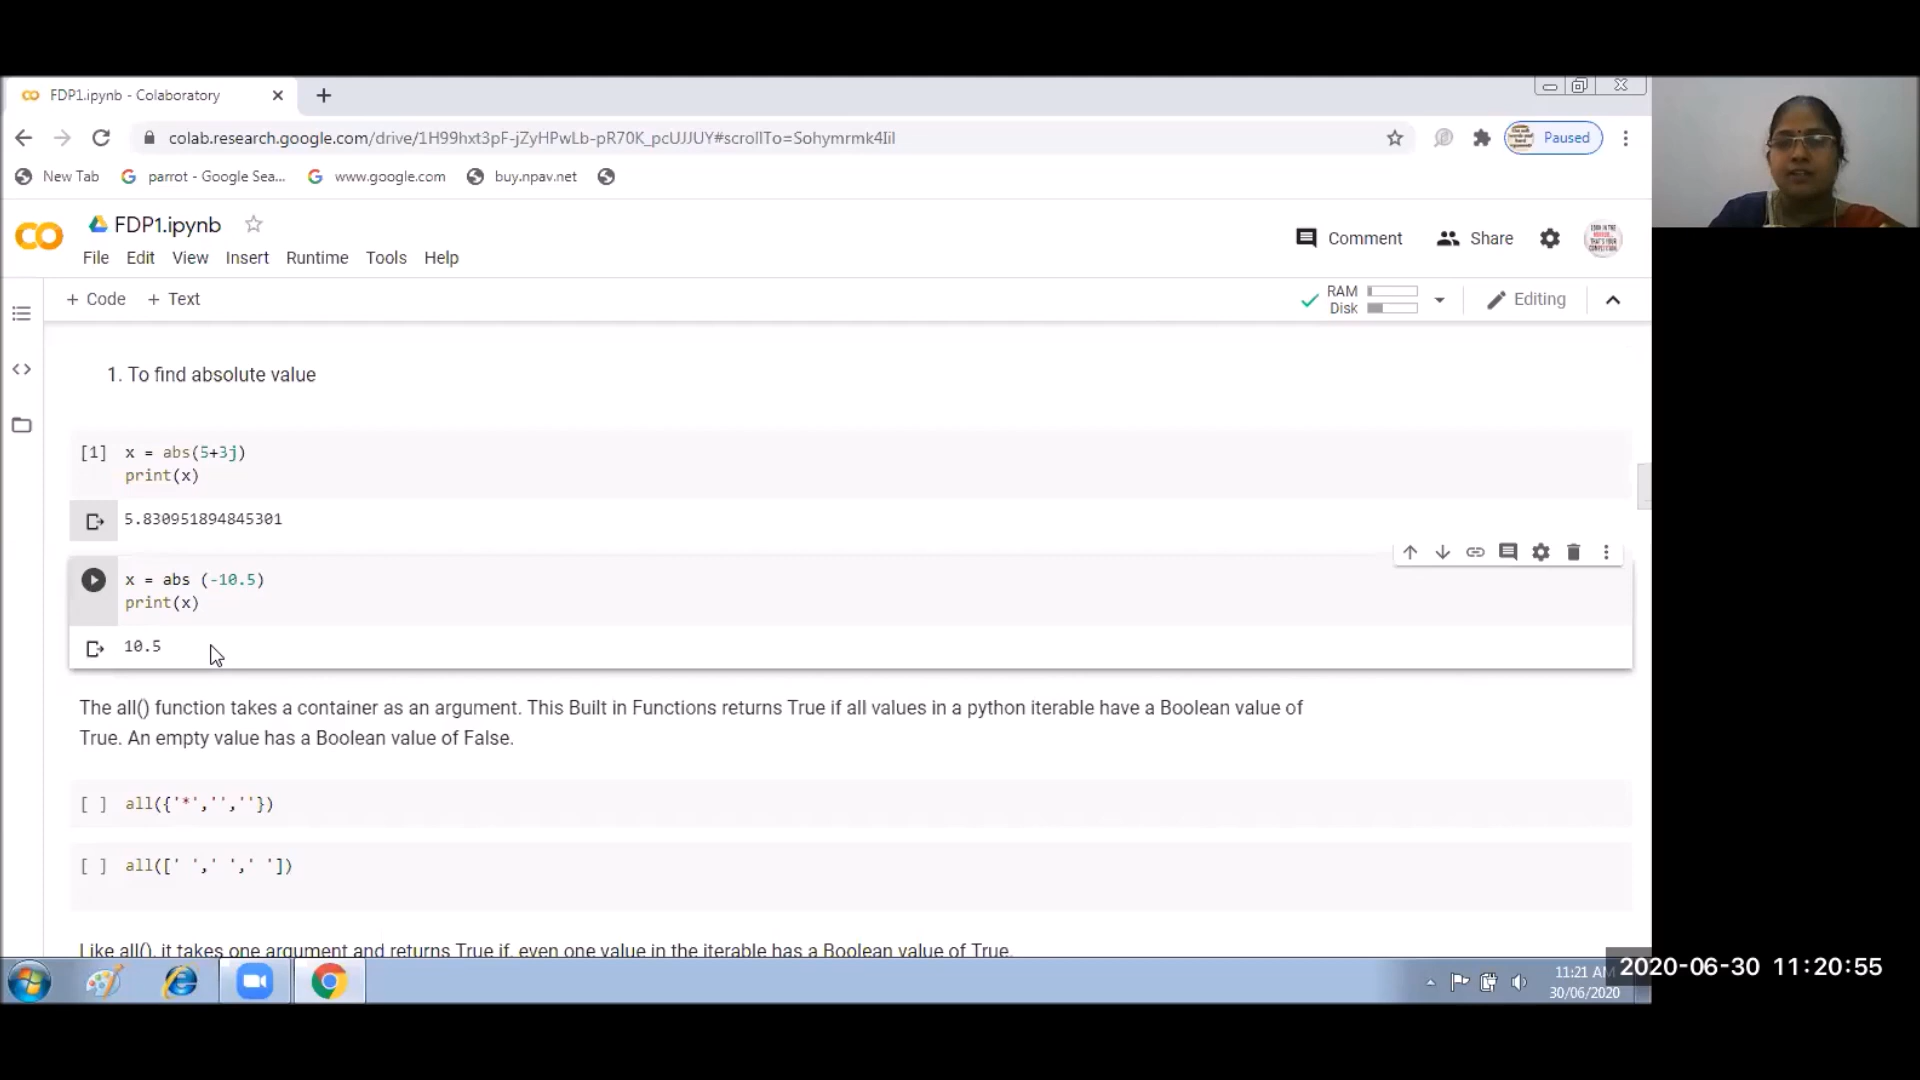 FDP1.ipynb - Colaboratory
colab.research.google.com/drive/1H99hxt3pF-jZyHPwLb-pR70K_pcUJJUY#scrollTo=Sohymrmk4Iil
Paused
New Tab
parrot - Google Sea...
www.google.com
buy.npav.net
CO
FDP1.ipynb
Comment
Share
File Edit View Insert Runtime Tools Help
+ Code + Text
RAM
Disk
Editing
1. To find absolute value
[1] x = abs(5+3j)
print(x)
5.830951894845301
x = abs (-10.5)
print(x)
10.5
The all() function takes a container as an argument. This Built in Functions returns True if all values in a python iterable have a Boolean value of
True. An empty value has a Boolean value of False.
[ ] all({'*','',''})
[ ] all([' ',' ',' '])
Like all(), it takes one argument and returns True if, even one value in the iterable has a Boolean value of True.
11:21 AM
30/06/2020
2020-06-30 11:20:55